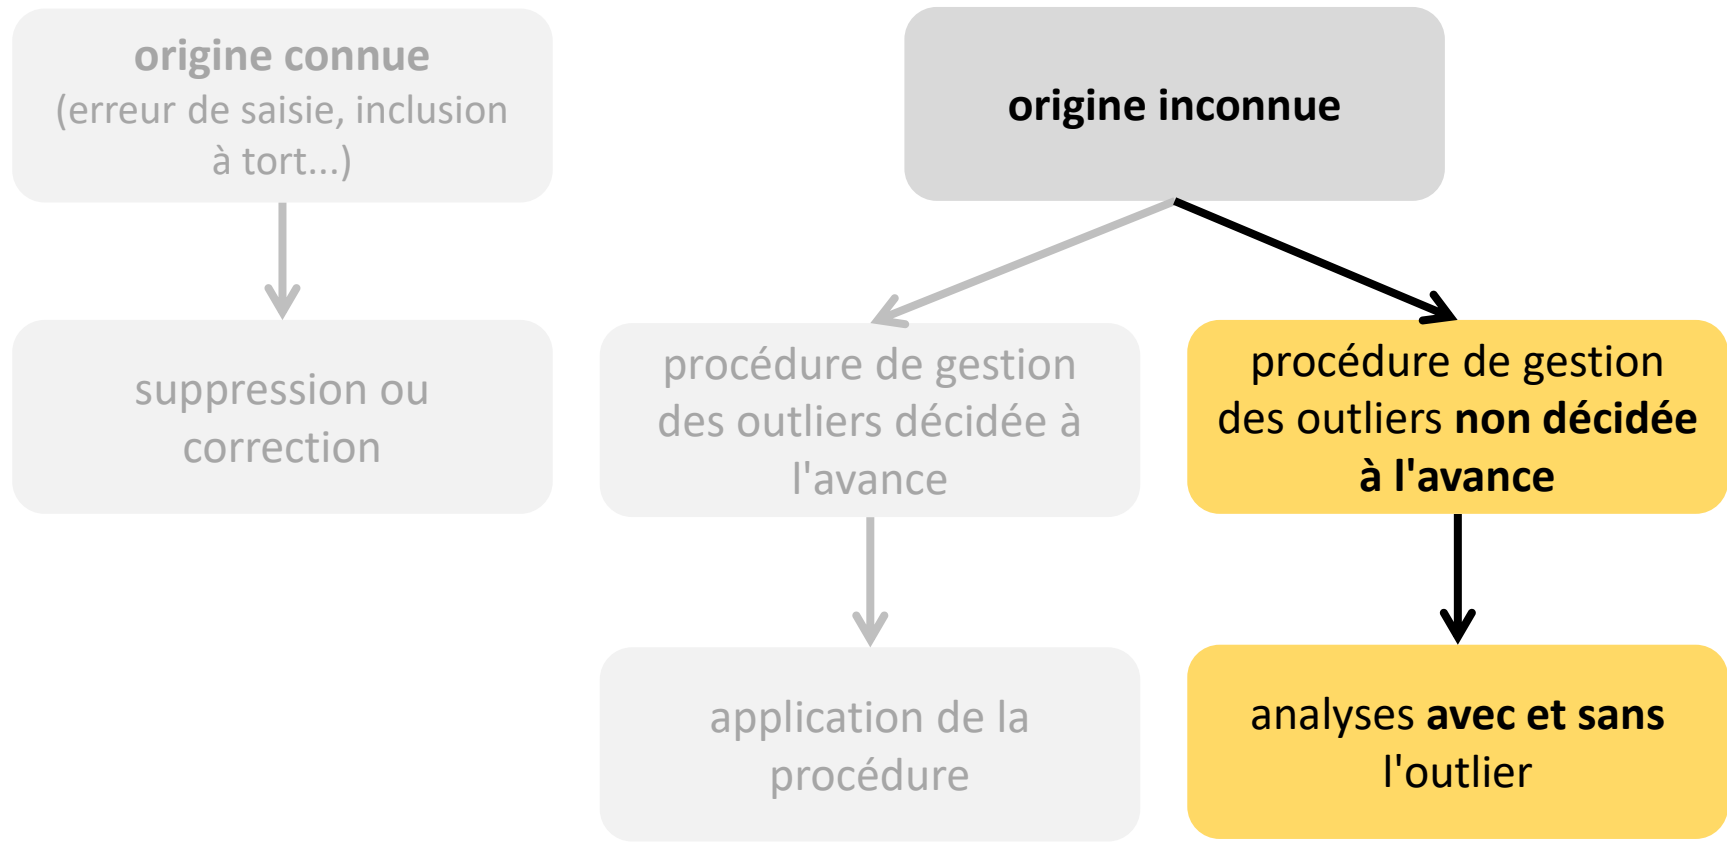 origine connue
(erreur de saisie, inclusion
à tort...)
suppression ou
correction
origine inconnue
procédure de gestion
des outliers décidée à
l'avance
application de la
procédure
procédure de gestion
des outliers non décidée
à l'avance
analyses avec et sans
l'outlier